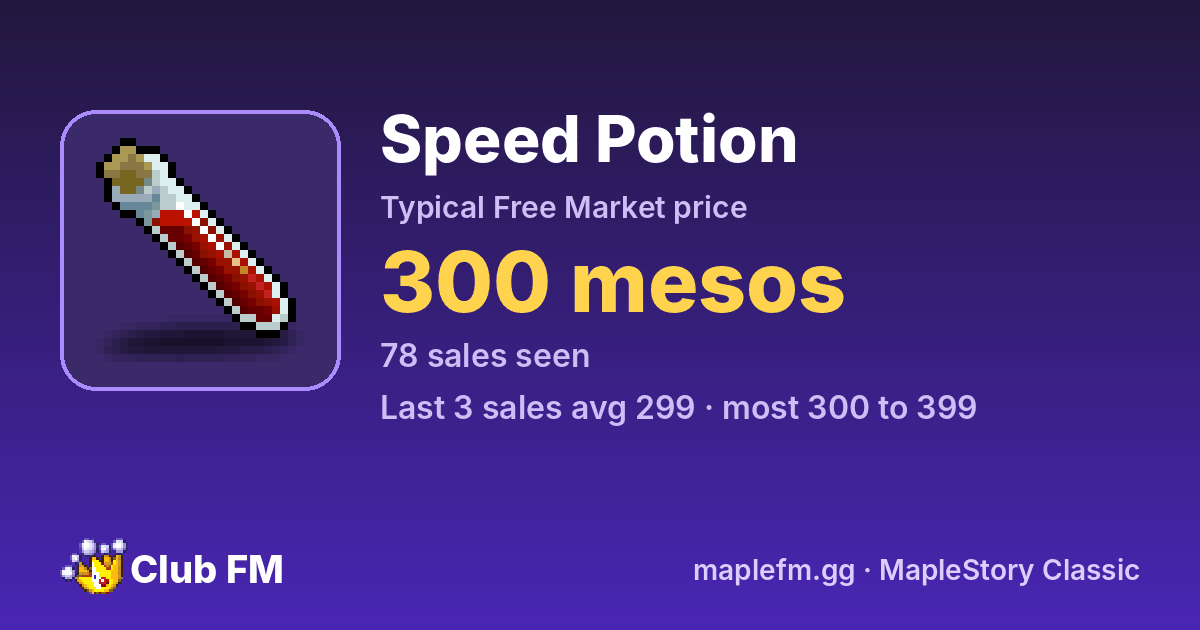 Speed Potion
Typical Free Market price
300 mesos
78 sales seen
Last 3 sales avg 299 · most 300 to 399
Club FM
maplefm.gg · MapleStory Classic